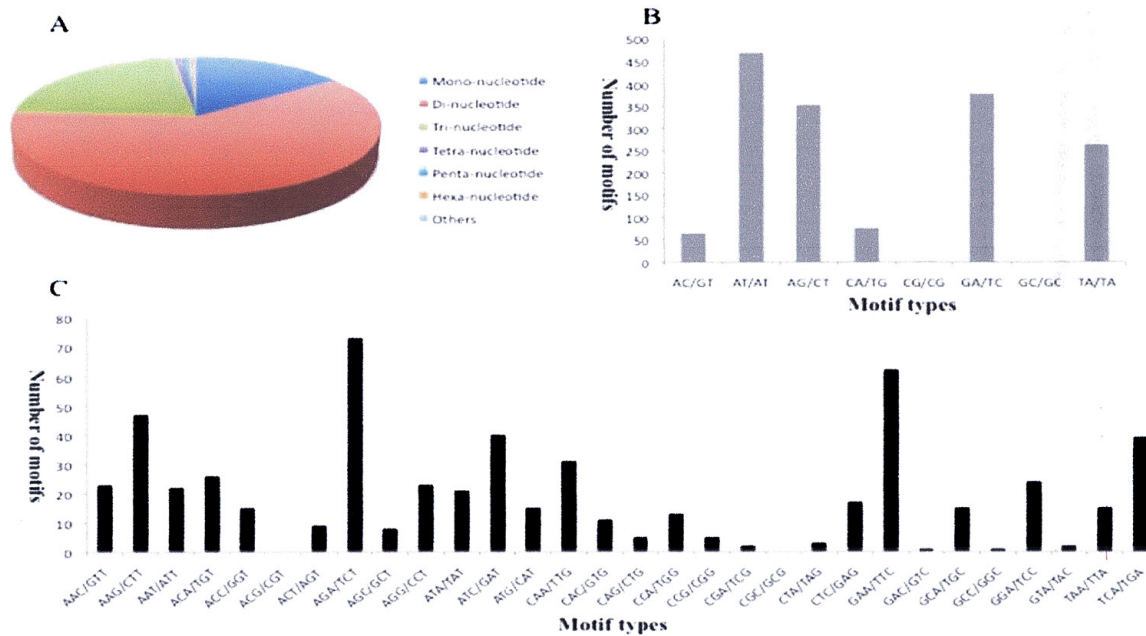 A
Mono-nucleotide
Di-nucleotide
Tri-nucleotide
Tetra-nucleotide
Penta-nucleotide
Hexa-nucleotide
Others
B
Number of motifs
500
450
400
350
300
250
200
150
100
50
0
AC/GT AT/AT AG/CT CA/TG CG/CG GA/TC GC/GC TA/TA
Motif types
C
Number of motifs
80
70
60
50
40
30
20
10
0
AAC/GTT AAG/CTT AAT/ATT ACA/TGT ACC/GGT ACG/CGT ACT/AGT AGA/TCT AGC/GCT AGG/CCT ATA/TAT ATC/GAT ATG/CAT CAA/TTG CAC/GTG CAG/CTG CCA/TGG CCG/CGG CGA/TCG CGC/GCG CTA/TAG CTC/GAG GAA/TTC GAC/GTC GCA/TGC GCC/GGC GGA/TCC GTA/TAC TAA/TTA TCA/TGA
Motif types